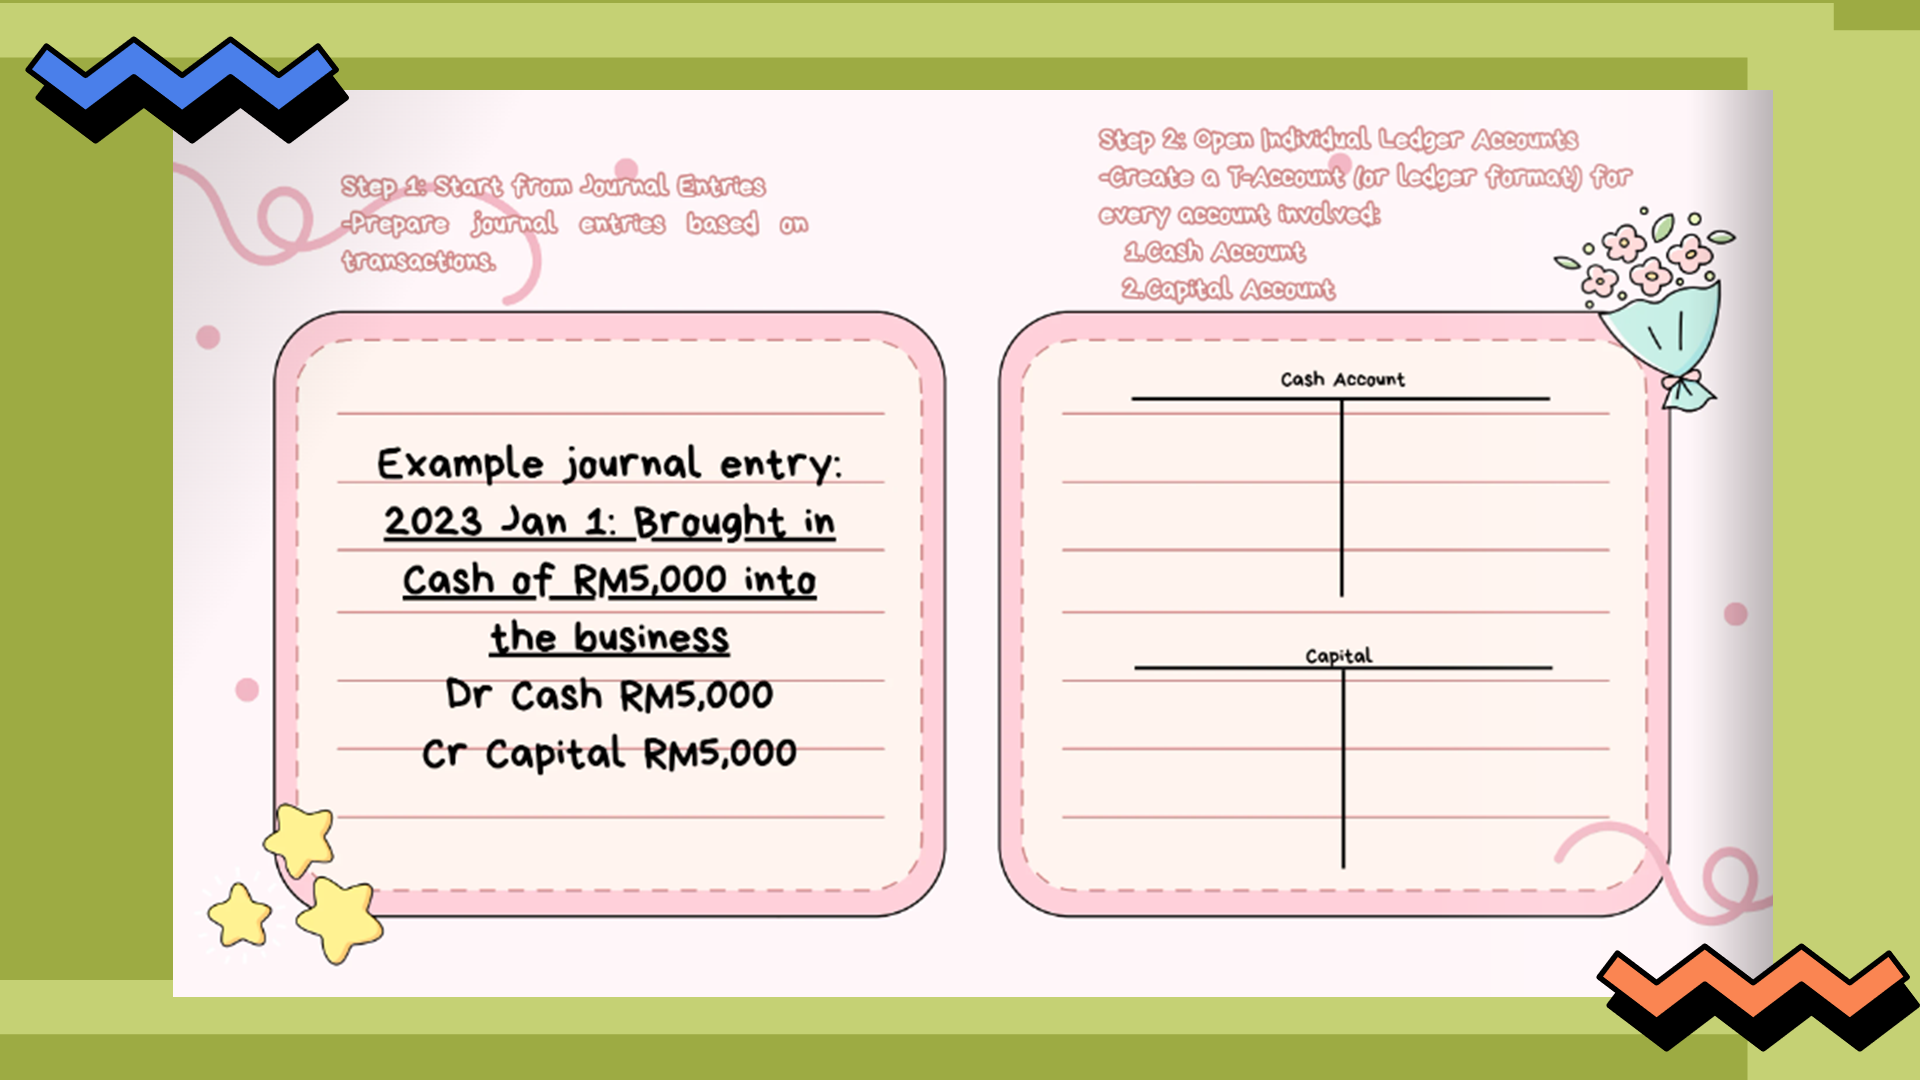 Step 1: Start from Journal Entries
-Prepare journal entries based on
transactions.
Example journal entry:
2023 Jan 1: Brought in
Cash of RM5,000 into
the business
Dr Cash RM5,000
Cr Capital RM5,000
Step 2: Open Individual Ledger Accounts
-Create a T-Account (or ledger format) for
every account involved:
1.Cash Account
2.Capital Account
Cash Account
Capital